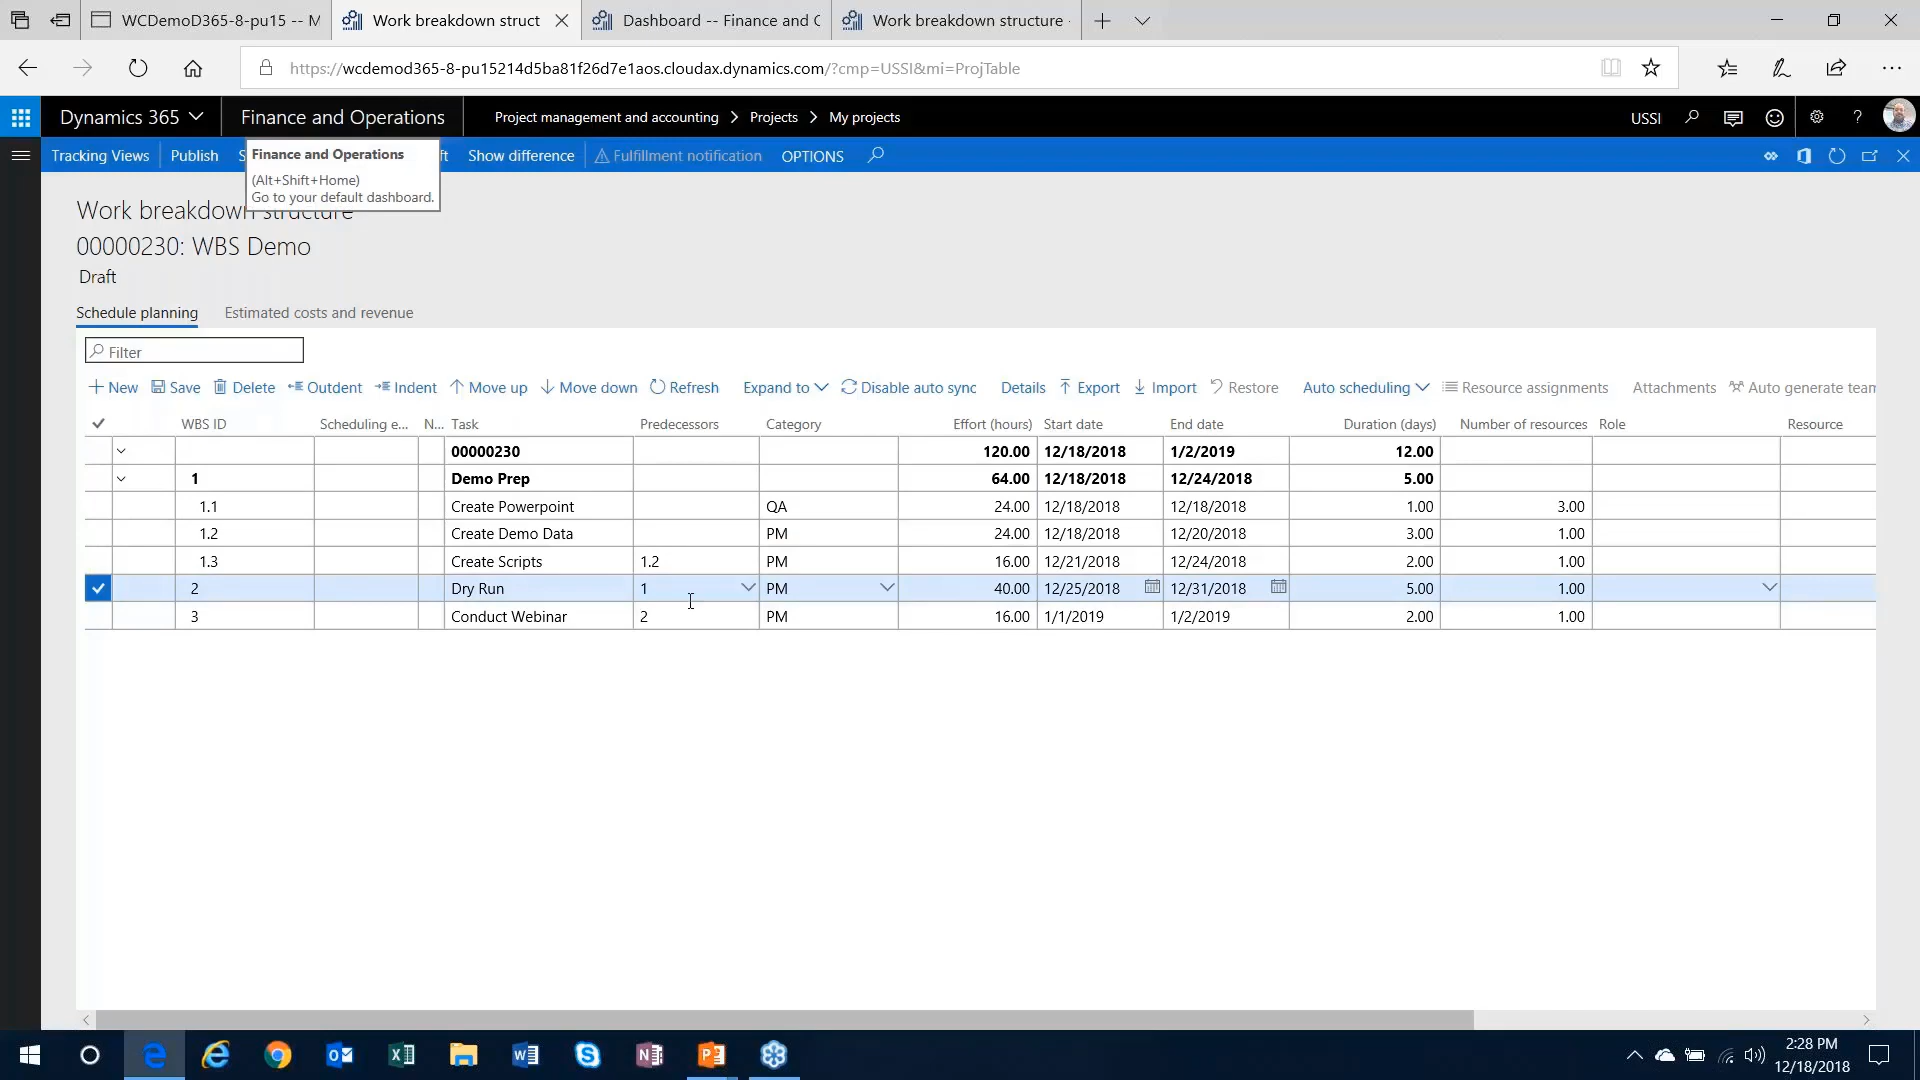 WCDemoD365-8-pu15 -- M
Work breakdown struct
Dashboard -- Finance and C
Work breakdown structure -
https://wcdemod365-8-pu15214d5ba81f26d7e1aos.cloudax.dynamics.com/?cmp=USSI&mi=ProjTable
Dynamics 365
Finance and Operations
Project management and accounting
Projects
My projects
USSI
?
Tracking Views
Publish
S
ft
Show difference
Fulfillment notification
OPTIONS
Finance and Operations
(Alt+Shift+Home)
Go to your default dashboard.
Work breakdown structure
00000230: WBS Demo
Draft
Schedule planning
Estimated costs and revenue
Filter
New Save Delete Outdent Indent Move up Move down Refresh Expand to Disable auto sync Details Export Import Restore Auto scheduling Resource assignments Attachments Auto generate team
WBS ID Scheduling e... N... Task Predecessors Category Effort (hours) Start date End date Duration (days) Number of resources Role Resource
00000230 120.00 12/18/2018 1/2/2019 12.00
1 Demo Prep 64.00 12/18/2018 12/24/2018 5.00
1.1 Create Powerpoint QA 24.00 12/18/2018 12/18/2018 1.00 3.00
1.2 Create Demo Data PM 24.00 12/18/2018 12/20/2018 3.00 1.00
1.3 Create Scripts 1.2 PM 16.00 12/21/2018 12/24/2018 2.00 1.00
2 Dry Run 1 PM 40.00 12/25/2018 12/31/2018 5.00 1.00
3 Conduct Webinar 2 PM 16.00 1/1/2019 1/2/2019 2.00 1.00
2:28 PM
12/18/2018